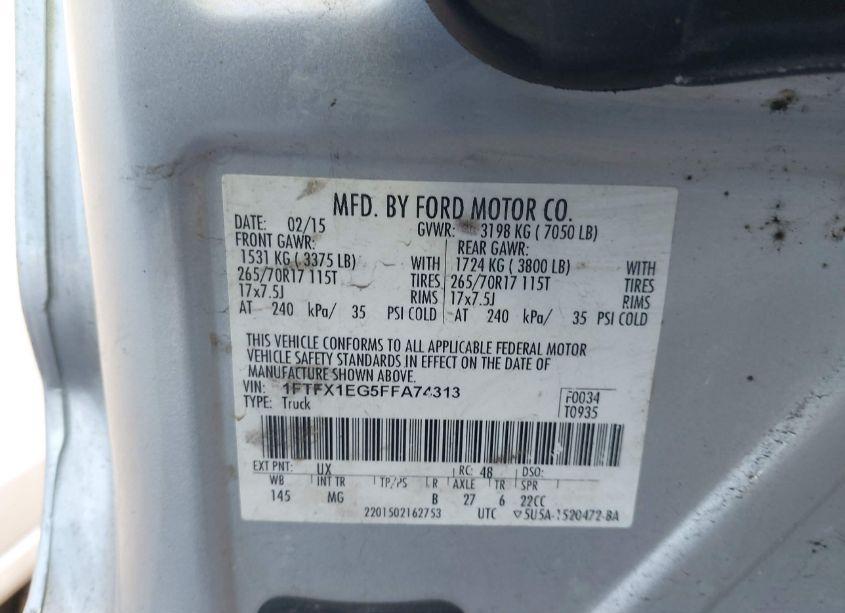 MFD. BY FORD MOTOR CO.
DATE: 02/15 GVWR: 3198 KG ( 7050 LB)
FRONT GAWR: REAR GAWR:
1531 KG ( 3375 LB) WITH 1724 KG ( 3800 LB) WITH
265/70R17 115T TIRES 265/70R17 115T TIRES
17x7.5J RIMS 17x7.5J RIMS
AT 240 kPa/ 35 PSI COLD AT 240 kPa/ 35 PSI COLD
THIS VEHICLE CONFORMS TO ALL APPLICABLE FEDERAL MOTOR
VEHICLE SAFETY STANDARDS IN EFFECT ON THE DATE OF
MANUFACTURE SHOWN ABOVE.
VIN: 1FTFX1EG5FFA74313 F0034
TYPE: Truck T0935
EXT PNT: UX RC: 48 DSO:
WB INT TR TP/PS R AXLE TR SPR
145 MG B 27 6 22CC
2201502162753 UTC ▽5U5A-1520472-BA